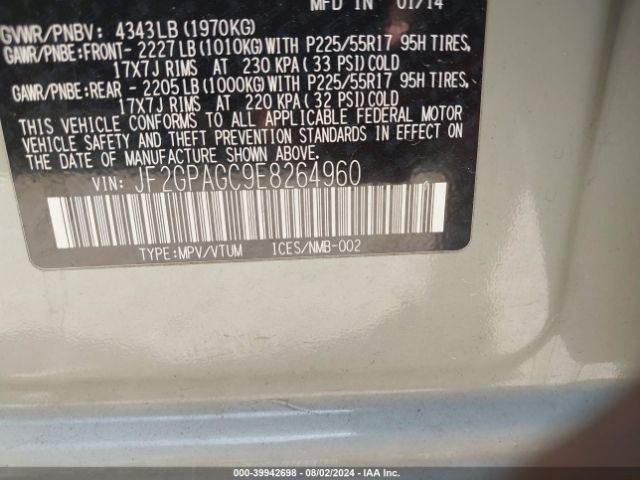 MFD IN 01/14
GVWR/PNBV: 4343LB (1970KG)
GAWR/PNBE:FRONT- 2227LB (1010KG)WITH P225/55R17 95H TIRES,
17X7J RIMS AT 230 KPA( 33 PSI)COLD
GAWR/PNBE:REAR - 2205LB (1000KG)WITH P225/55R17 95H TIRES,
17X7J RIMS AT 220 KPA( 32 PSI)COLD
THIS VEHICLE CONFORMS TO ALL APPLICABLE FEDERAL MOTOR
VEHICLE SAFETY AND THEFT PREVENTION STANDARDS IN EFFECT ON
THE DATE OF MANUFACTURE SHOWN ABOVE.
VIN: JF2GPAGC9E8264960
TYPE:MPV/VTUM ICES/NMB-002
000-39942698 - 08/02/2024 - IAA Inc.